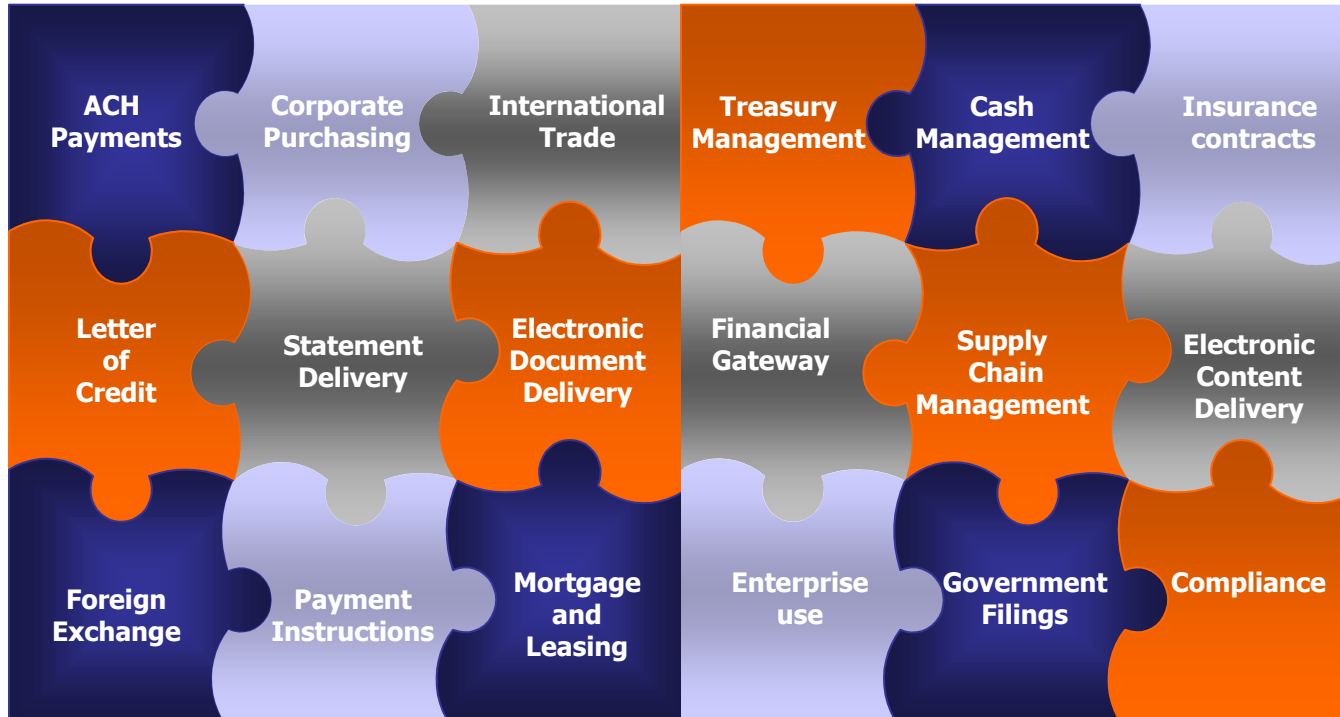 ACH
Payments
Corporate
Purchasing
International
Trade
Treasury
Management
Cash
Management
Insurance
contracts
Letter
of
Credit
Statement
Delivery
Electronic
Document
Delivery
Financial
Gateway
Supply
Chain
Management
Electronic
Content
Delivery
Foreign
Exchange
Payment
Instructions
Mortgage
and
Leasing
Enterprise
use
Government
Filings
Compliance